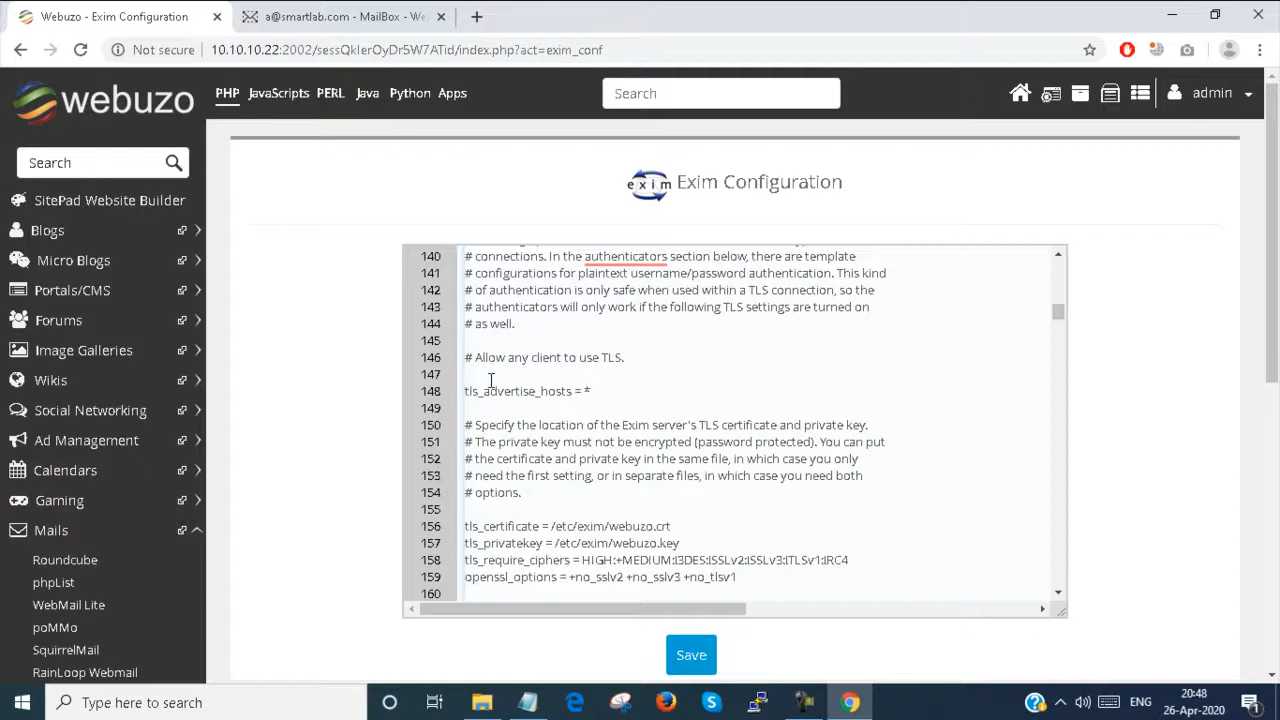 Webuzo - Exim Configuration
a@smartlab.com - MailBox - We
Not secure
10.10.10.22:2002/sessQkIerOyDr5W7ATid/index.php?act=exim_conf
webuzo
PHP JavaScripts PERL Java Python Apps
Search
admin
Search
SitePad Website Builder
Blogs
Micro Blogs
Portals/CMS
Forums
Image Galleries
Wikis
Social Networking
Ad Management
Calendars
Gaming
Mails
Roundcube
phpList
WebMail Lite
poMMo
SquirrelMail
RainLoop Webmail
exim Exim Configuration
140 # connections. In the authenticators section below, there are template
141 # configurations for plaintext username/password authentication. This kind
142 # of authentication is only safe when used within a TLS connection, so the
143 # authenticators will only work if the following TLS settings are turned on
144 # as well.
145
146 # Allow any client to use TLS.
147
148 tls_advertise_hosts = *
149
150 # Specify the location of the Exim server's TLS certificate and private key.
151 # The private key must not be encrypted (password protected). You can put
152 # the certificate and private key in the same file, in which case you only
153 # need the first setting, or in separate files, in which case you need both
154 # options.
155
156 tls_certificate = /etc/exim/webuzo.crt
157 tls_privatekey = /etc/exim/webuzo.key
158 tls_require_ciphers = HIGH:+MEDIUM:!3DES:!SSLv2:!SSLv3:!TLSv1:!RC4
159 openssl_options = +no_sslv2 +no_sslv3 +no_tlsv1
160
Save
Type here to search
ENG
20:48
26-Apr-2020
1